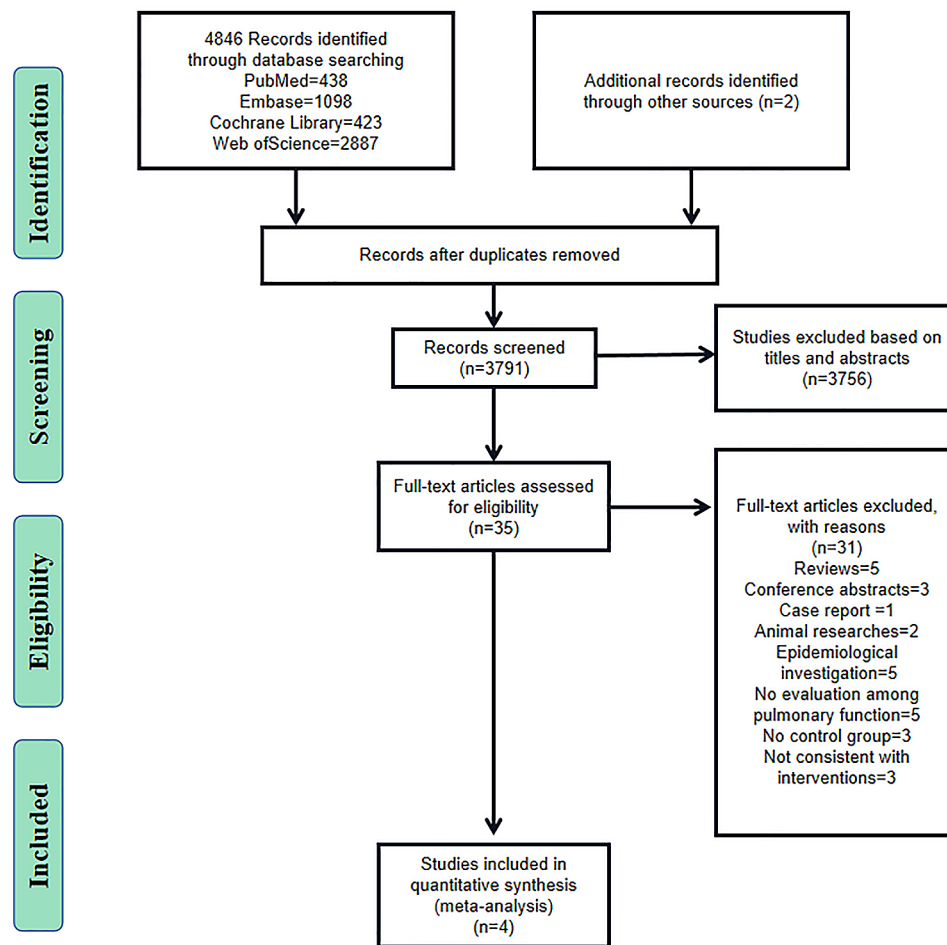 4846 Records identified
through database searching
PubMed=438
Embase=1098
Cochrane Library=423
Web ofScience=2887
Additional records identified
through other sources (n=2)
Identification
Records after duplicates removed
Screening
Records screened
(n=3791)
Studies excluded based on
titles and abstracts
(n=3756)
Eligibility
Full-text articles assessed
for eligibility
(n=35)
Full-text articles excluded,
with reasons
(n=31)
Reviews=5
Conference abstracts=3
Case report =1
Animal researches=2
Epidemiological
investigation=5
No evaluation among
pulmonary function=5
No control group=3
Not consistent with
interventions=3
Included
Studies included in
quantitative synthesis
(meta-analysis)
(n=4)